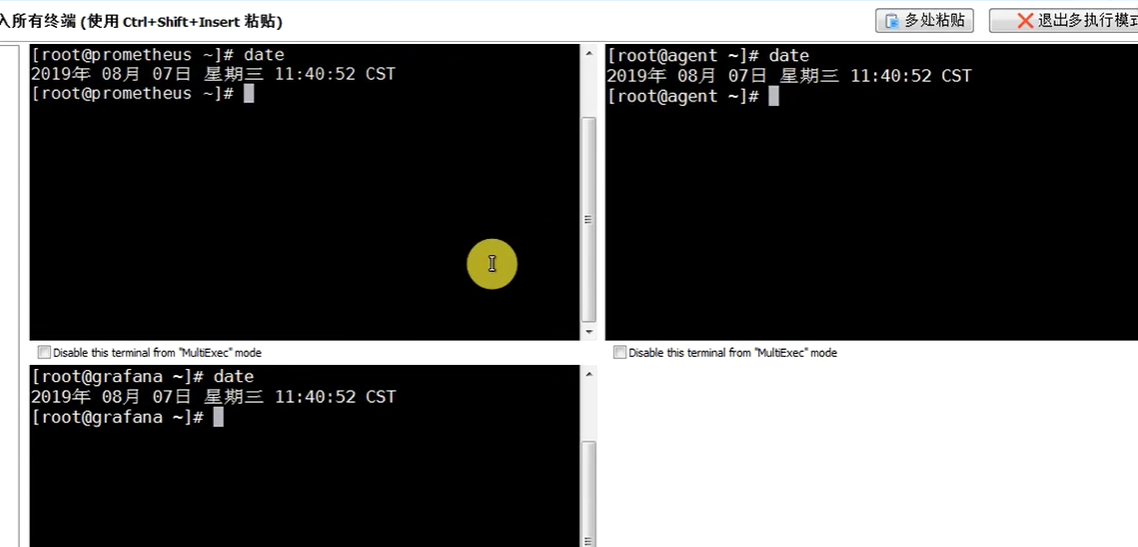 入所有终端 (使用 Ctrl+Shift+Insert 粘贴)
多处粘贴
退出多执行模式
[root@prometheus ~]# date
2019年 08月 07日 星期三 11:40:52 CST
[root@prometheus ~]#
Disable this terminal from "MultiExec" mode
[root@agent ~]# date
2019年 08月 07日 星期三 11:40:52 CST
[root@agent ~]#
Disable this terminal from "MultiExec" mode
[root@grafana ~]# date
2019年 08月 07日 星期三 11:40:52 CST
[root@grafana ~]#